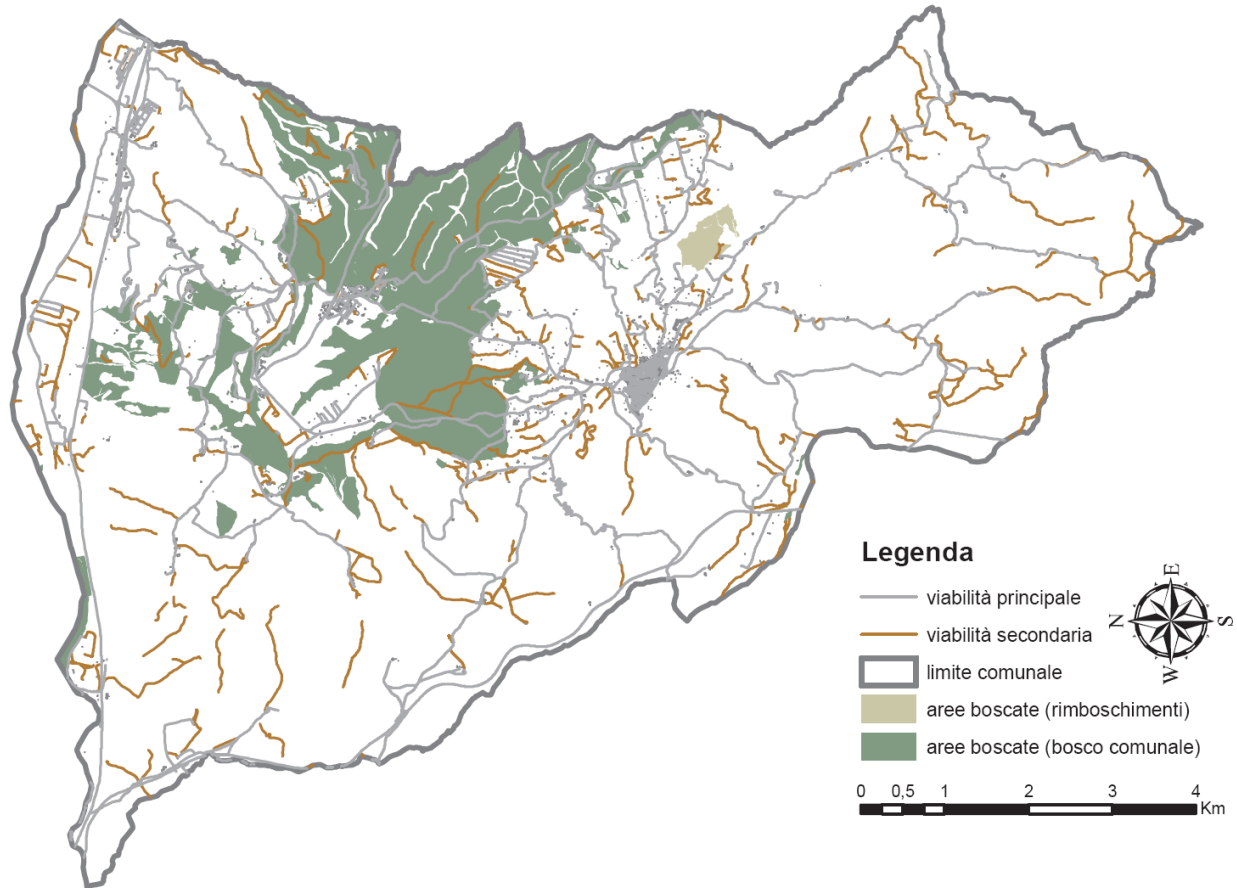 Legenda
viabilità principale
viabilità secondaria
limite comunale
aree boscate (rimboschimenti)
aree boscate (bosco comunale)
E
N
S
W
0 0,5 1 2 3 4
Km